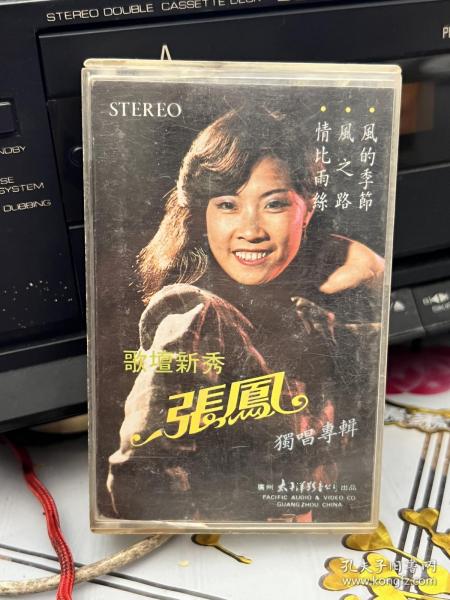 STEREO DOUBLE CASSETTE DECK
DUBBING
SYSTEM
STEREO
·風的季節
·風之路
·情比雨絲
歌壇新秀
張鳳
獨唱專輯
廣州太平洋影音公司出品
PACIFIC AUDIO & VIDEO CO.
GUANGZHOU CHINA
孔夫子旧书网
www.kongfz.com